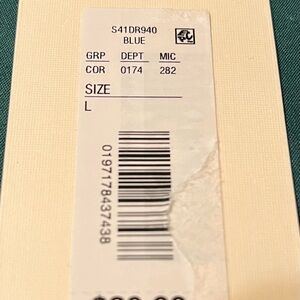 S41DR940
BLUE
GRP DEPT MIC
COR 0174 282
SIZE
L
0197178437438